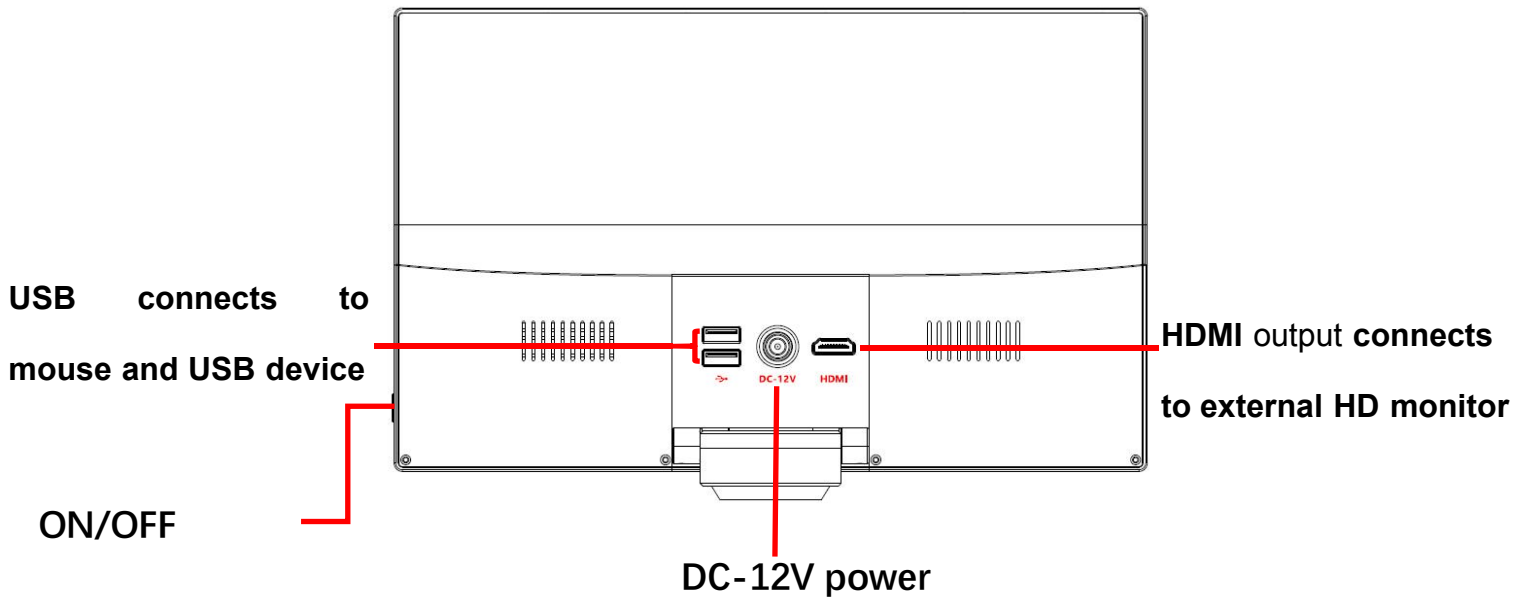 USB connects to
mouse and USB device
HDMI output connects
to external HD monitor
DC-12V
HDMI
ON/OFF
DC-12V power